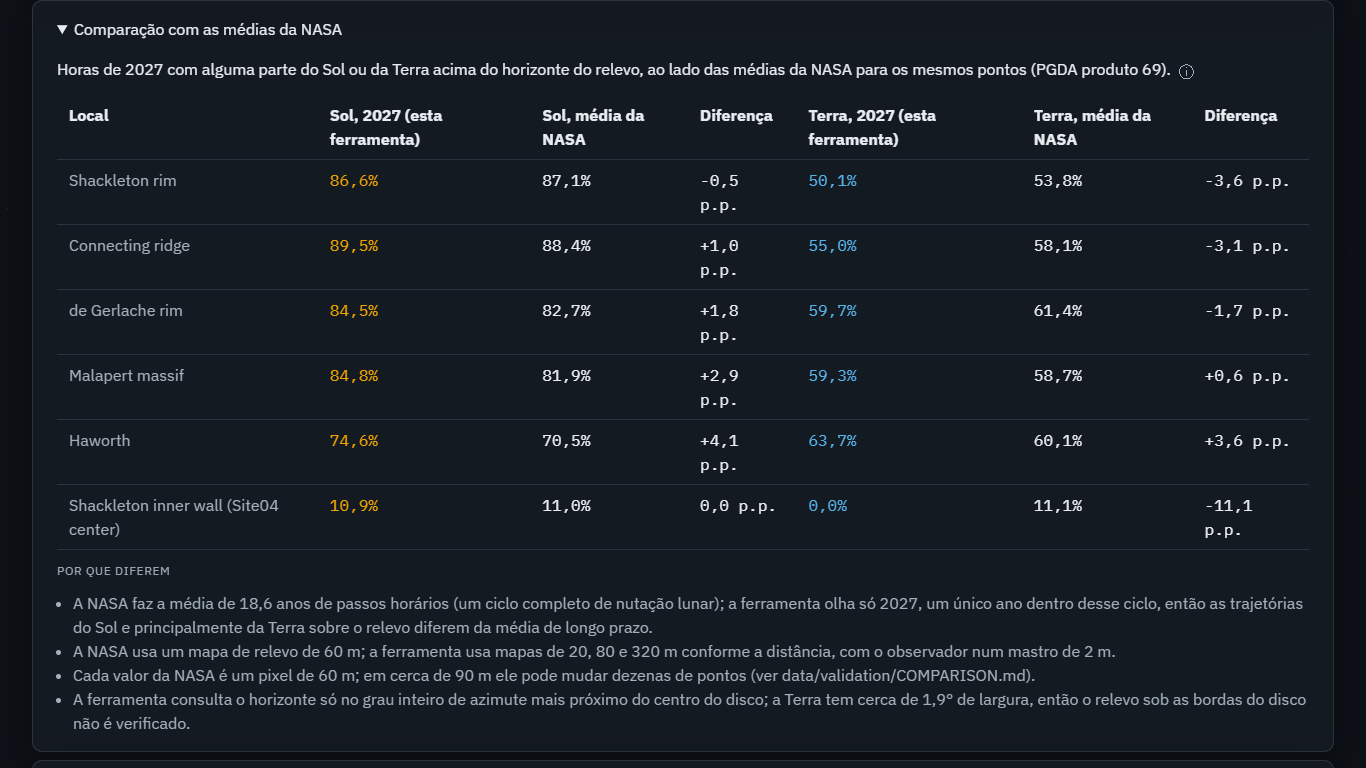 ▼ Comparação com as médias da NASA
Horas de 2027 com alguma parte do Sol ou da Terra acima do horizonte do relevo, ao lado das médias da NASA para os mesmos pontos (PGDA produto 69). ⓘ
Local Sol, 2027 (esta ferramenta) Sol, média da NASA Diferença Terra, 2027 (esta ferramenta) Terra, média da NASA Diferença
Shackleton rim 86,6% 87,1% -0,5 p.p. 50,1% 53,8% -3,6 p.p.
Connecting ridge 89,5% 88,4% +1,0 p.p. 55,0% 58,1% -3,1 p.p.
de Gerlache rim 84,5% 82,7% +1,8 p.p. 59,7% 61,4% -1,7 p.p.
Malapert massif 84,8% 81,9% +2,9 p.p. 59,3% 58,7% +0,6 p.p.
Haworth 74,6% 70,5% +4,1 p.p. 63,7% 60,1% +3,6 p.p.
Shackleton inner wall (Site04 center) 10,9% 11,0% 0,0 p.p. 0,0% 11,1% -11,1 p.p.
POR QUE DIFEREM
• A NASA faz a média de 18,6 anos de passos horários (um ciclo completo de nutação lunar); a ferramenta olha só 2027, um único ano dentro desse ciclo, então as trajetórias
do Sol e principalmente da Terra sobre o relevo diferem da média de longo prazo.
• A NASA usa um mapa de relevo de 60 m; a ferramenta usa mapas de 20, 80 e 320 m conforme a distância, com o observador num mastro de 2 m.
• Cada valor da NASA é um pixel de 60 m; em cerca de 90 m ele pode mudar dezenas de pontos (ver data/validation/COMPARISON.md).
• A ferramenta consulta o horizonte só no grau inteiro de azimute mais próximo do centro do disco; a Terra tem cerca de 1,9° de largura, então o relevo sob as bordas do disco
não é verificado.